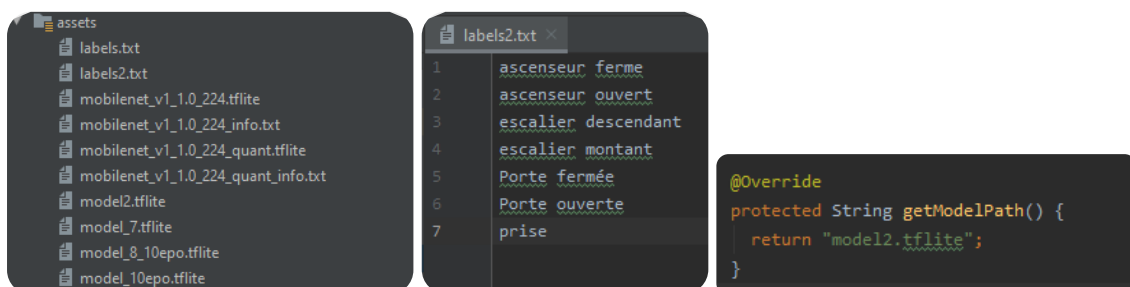 assets
labels.txt
labels2.txt
mobilenet_v1_1.0_224.tflite
mobilenet_v1_1.0_224_info.txt
mobilenet_v1_1.0_224_quant.tflite
mobilenet_v1_1.0_224_quant_info.txt
model2.tflite
model_7.tflite
model_8_10epo.tflite
model_10epo.tflite
labels2.txt
1 ascenseur ferme
2 ascenseur ouvert
3 escalier descendant
4 escalier montant
5 Porte fermée
6 Porte ouverte
7 prise
@Override
protected String getModelPath() {
return "model2.tflite";
}